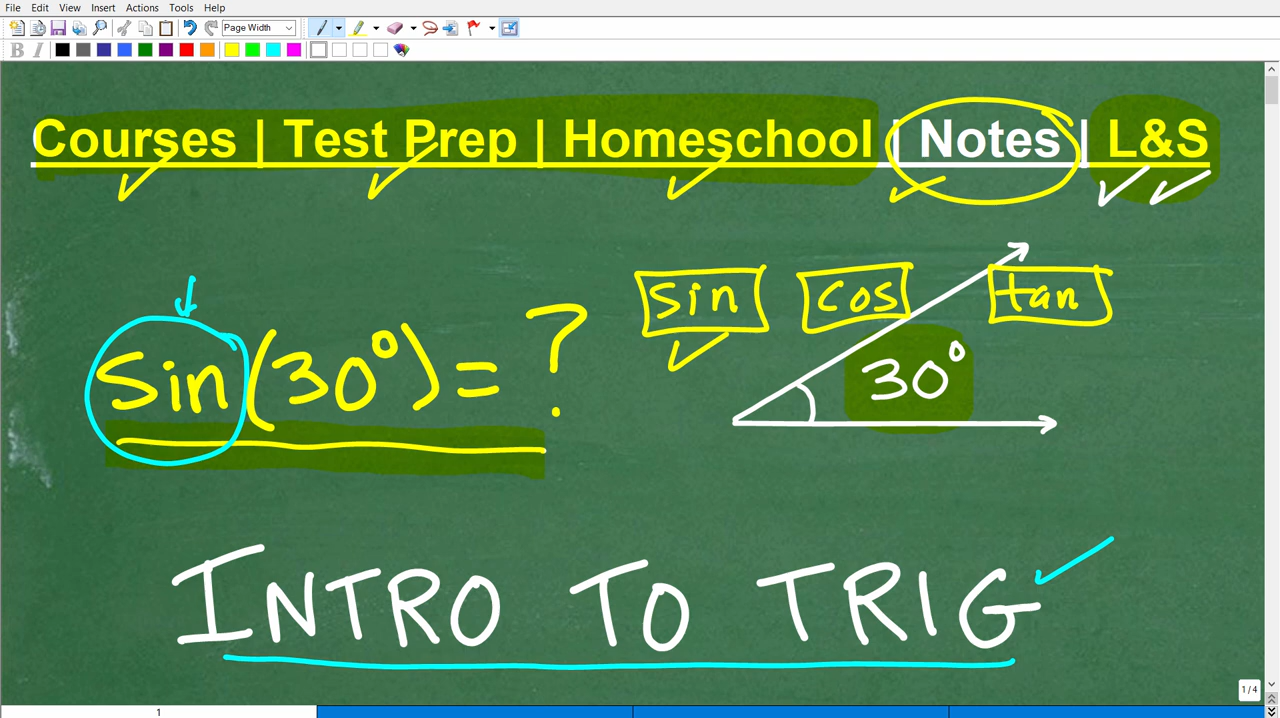 File Edit View Insert Actions Tools Help
Page Width
B I
Courses | Test Prep | Homeschool | Notes | L&S
sin cos tan
Sin(30°)=?
30°
INTRO TO TRIG
1/4
1